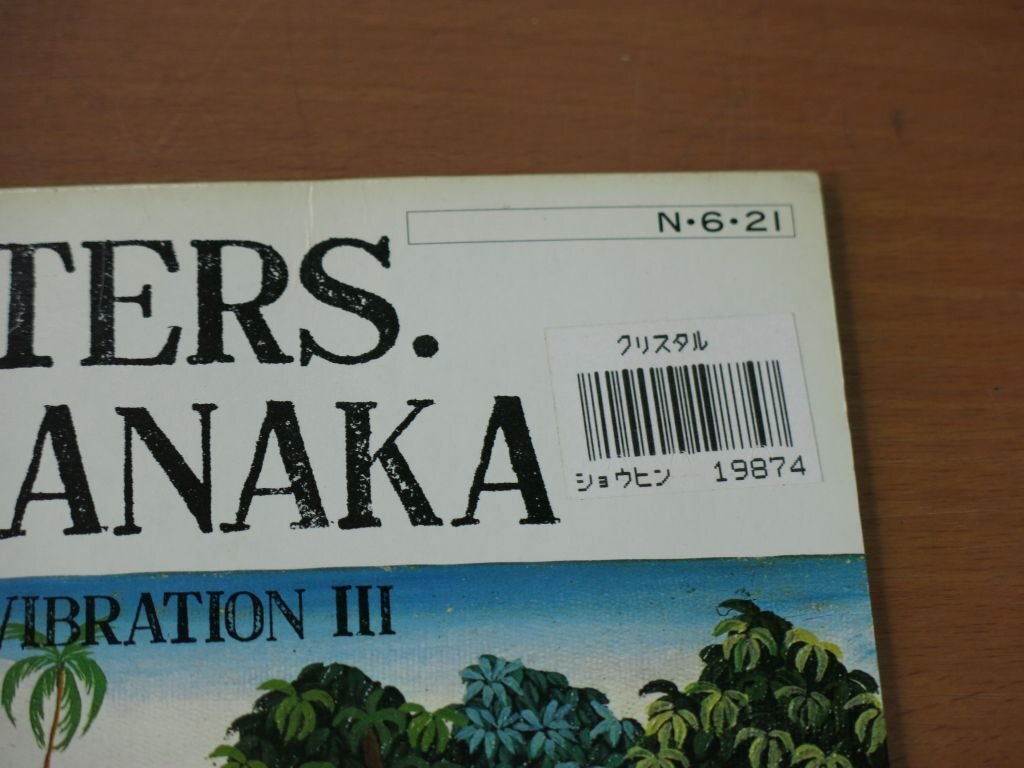 N・6・21
TERS.
ANAKA
クリスタル
ショウヒン 19874
VIBRATION III